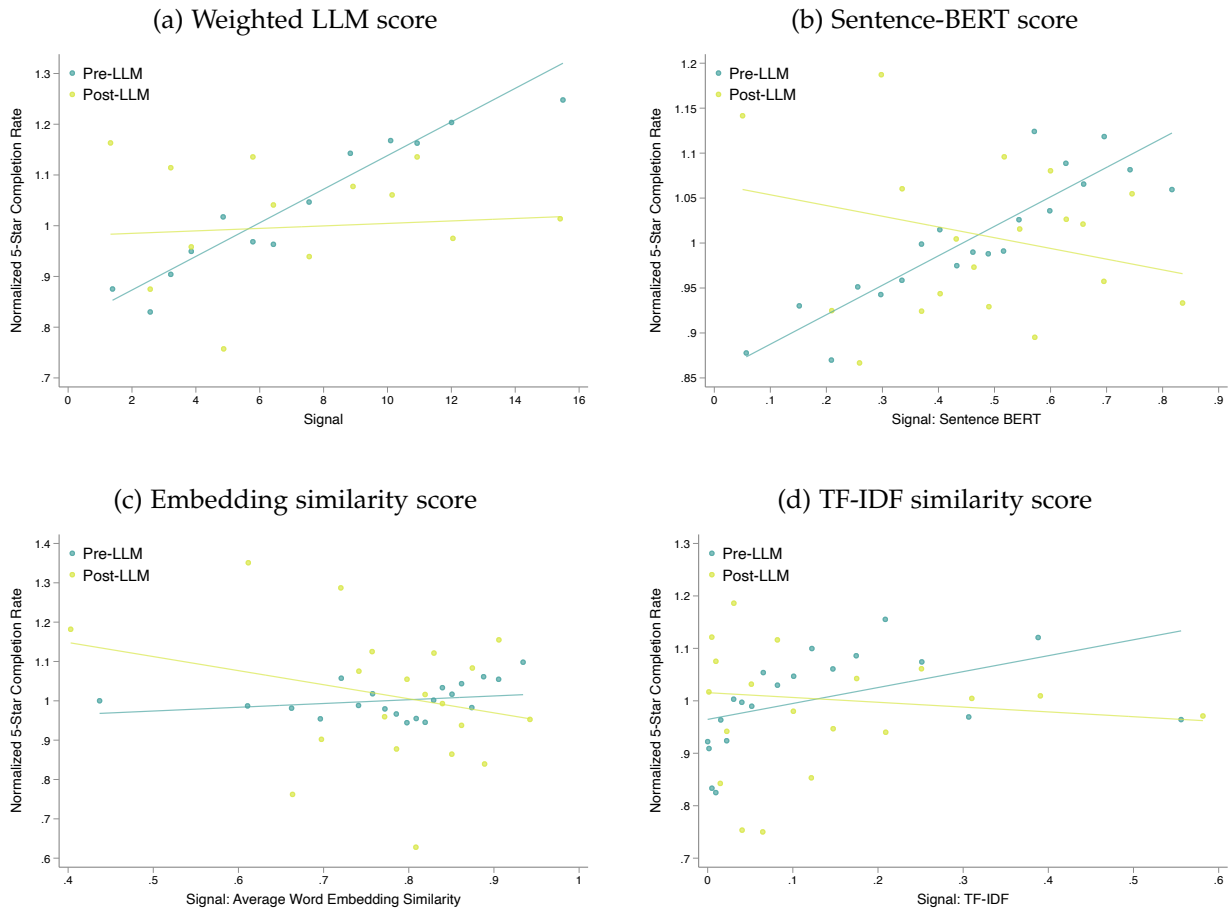 (a) Weighted LLM score
Normalized 5-Star Completion Rate
1.3
1.2
1.1
1
.9
.8
.7
Pre-LLM
Post-LLM
0 2 4 6 8 10 12 14 16
Signal
(b) Sentence-BERT score
Normalized 5-Star Completion Rate
1.2
1.15
1.1
1.05
1
.95
.9
.85
Pre-LLM
Post-LLM
0 .1 .2 .3 .4 .5 .6 .7 .8 .9
Signal: Sentence BERT
(c) Embedding similarity score
Normalized 5-Star Completion Rate
1.4
1.3
1.2
1.1
1
.9
.8
.7
.6
Pre-LLM
Post-LLM
.4 .5 .6 .7 .8 .9 1
Signal: Average Word Embedding Similarity
(d) TF-IDF similarity score
Normalized 5-Star Completion Rate
1.3
1.2
1.1
1
.9
.8
.7
Pre-LLM
Post-LLM
0 .1 .2 .3 .4 .5 .6
Signal: TF-IDF